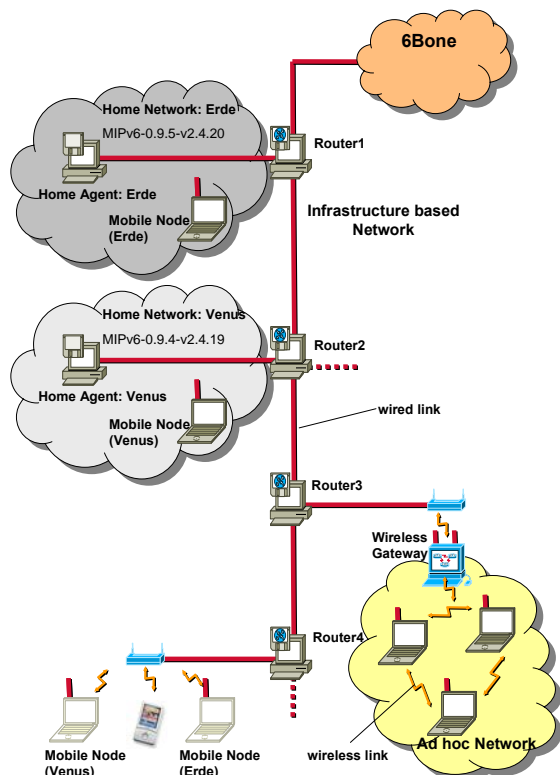 6Bone
Home Network: Erde
MIPv6-0.9.5-v2.4.20
Router1
Home Agent: Erde
Mobile Node
(Erde)
Infrastructure based
Network
Home Network: Venus
MIPv6-0.9.4-v2.4.19
Router2
Home Agent: Venus
Mobile Node
(Venus)
wired link
Router3
Wireless
Gateway
Router4
Mobile Node
(Venus)
Mobile Node
(Erde)
wireless link
Ad hoc Network